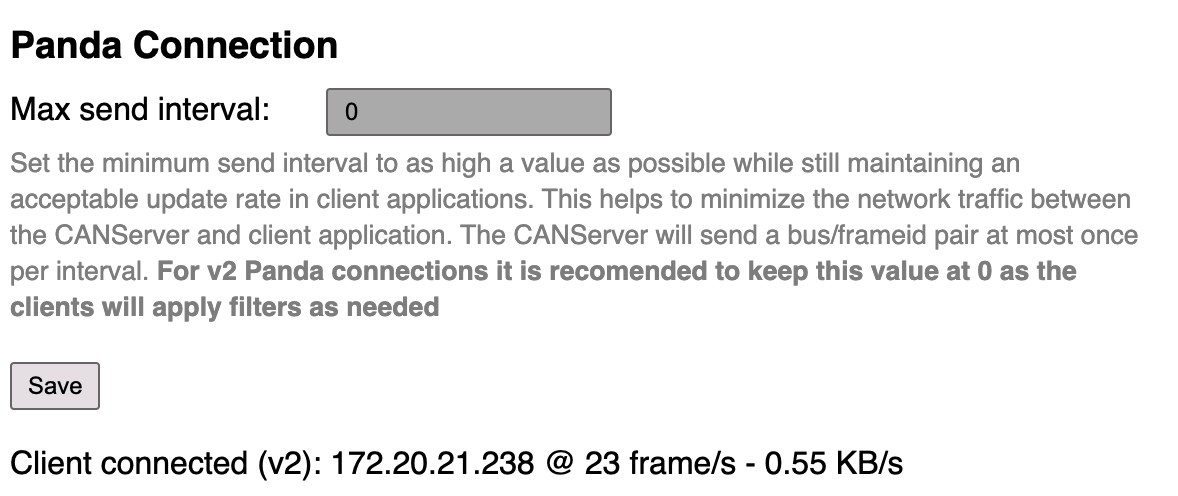 Panda Connection
Max send interval: 0
Set the minimum send interval to as high a value as possible while still maintaining an
acceptable update rate in client applications. This helps to minimize the network traffic between
the CANServer and client application. The CANServer will send a bus/frameid pair at most once
per interval. For v2 Panda connections it is recomended to keep this value at 0 as the
clients will apply filters as needed
Save
Client connected (v2): 172.20.21.238 @ 23 frame/s - 0.55 KB/s